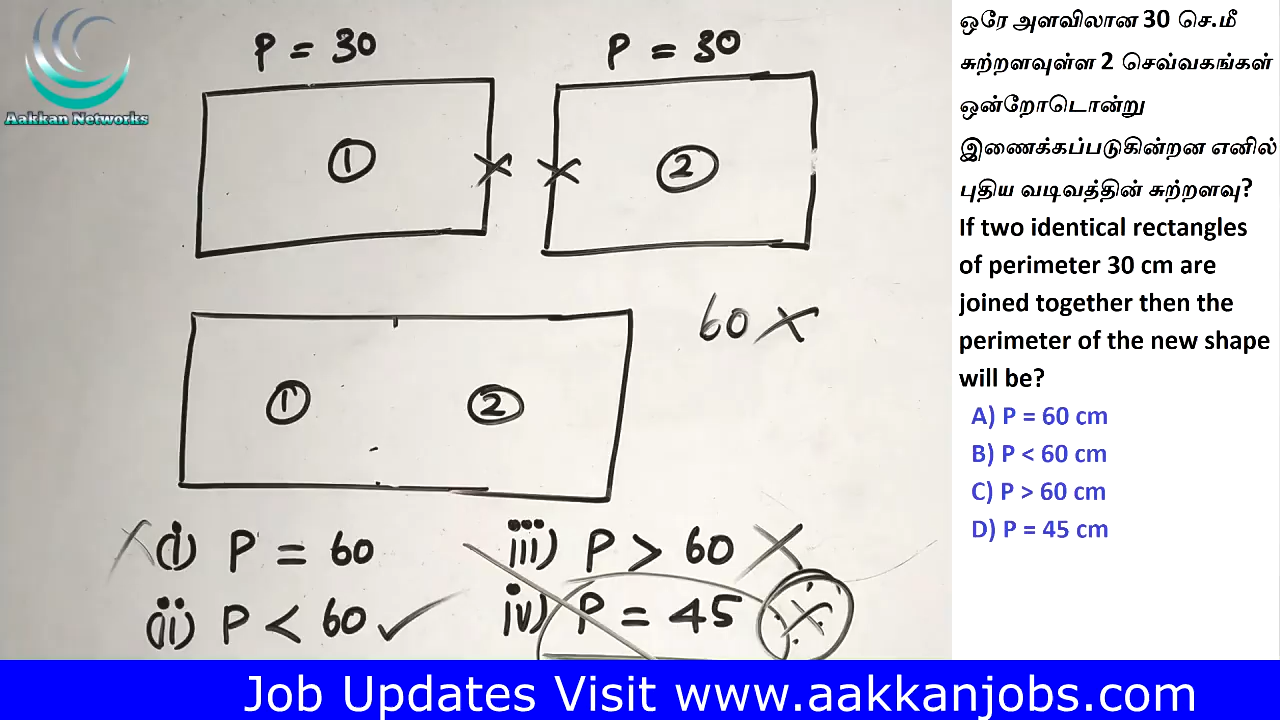 P = 30
P = 30
Aakkan Networks
1
2
60 X
1
2
X (i) P = 60
iii) P > 60 X
(ii) P < 60 ✓
iv) P = 45 X
ஒரே அளவிலான 30 செ.மீ
சுற்றளவுள்ள 2 செவ்வகங்கள்
ஒன்றோடொன்று
இணைக்கப்படுகின்றன எனில்
புதிய வடிவத்தின் சுற்றளவு?
If two identical rectangles
of perimeter 30 cm are
joined together then the
perimeter of the new shape
will be?
A) P = 60 cm
B) P < 60 cm
C) P > 60 cm
D) P = 45 cm
Job Updates Visit www.aakkanjobs.com